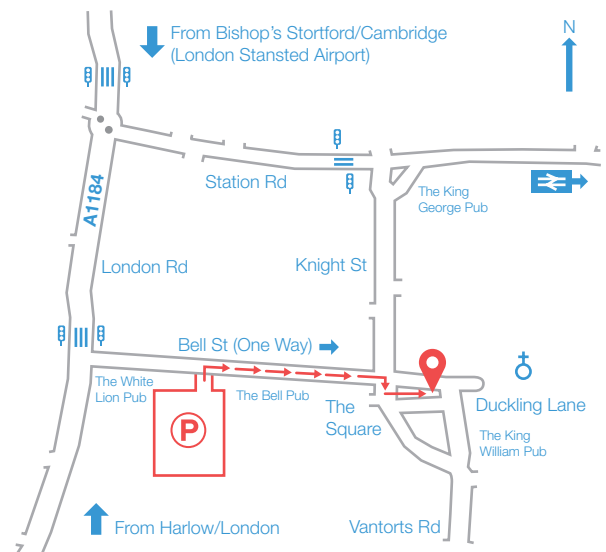 From Bishop's Stortford/Cambridge
(London Stansted Airport)
N
Station Rd
The King
George Pub
A1184
London Rd
Knight St
Bell St (One Way)
The White
Lion Pub
The Bell Pub
P
The
Square
Duckling Lane
The King
William Pub
From Harlow/London
Vantorts Rd